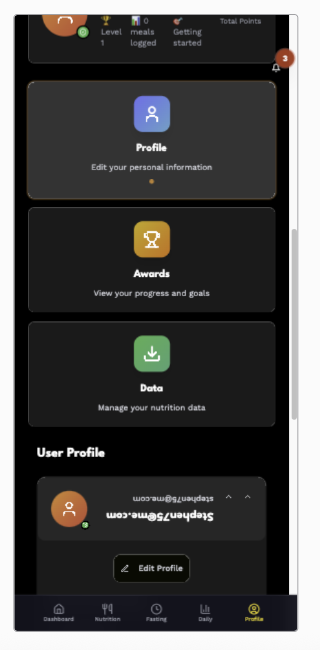 Level
1
0
meals
logged
Getting
started
Total Points
3
Profile
Edit your personal information
Awards
View your progress and goals
Data
Manage your nutrition data
User Profile
stephen75@me.com
Stephen75@me.com
Edit Profile
Dashboard
Nutrition
Fasting
Daily
Profile